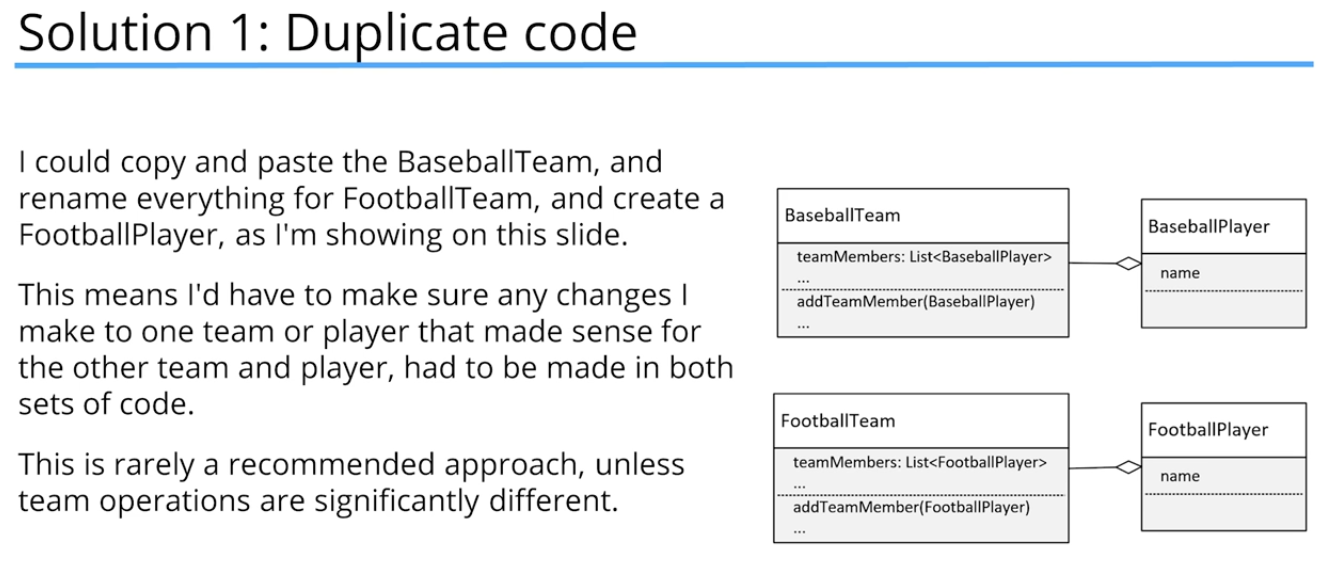 Solution 1: Duplicate code
I could copy and paste the BaseballTeam, and
rename everything for FootballTeam, and create a
FootballPlayer, as I'm showing on this slide.
This means I'd have to make sure any changes I
make to one team or player that made sense for
the other team and player, had to be made in both
sets of code.
This is rarely a recommended approach, unless
team operations are significantly different.
BaseballTeam
teamMembers: List<BaseballPlayer>
...
addTeamMember(BaseballPlayer)
...
BaseballPlayer
name
FootballTeam
teamMembers: List<FootballPlayer>
...
addTeamMember(FootballPlayer)
...
FootballPlayer
name